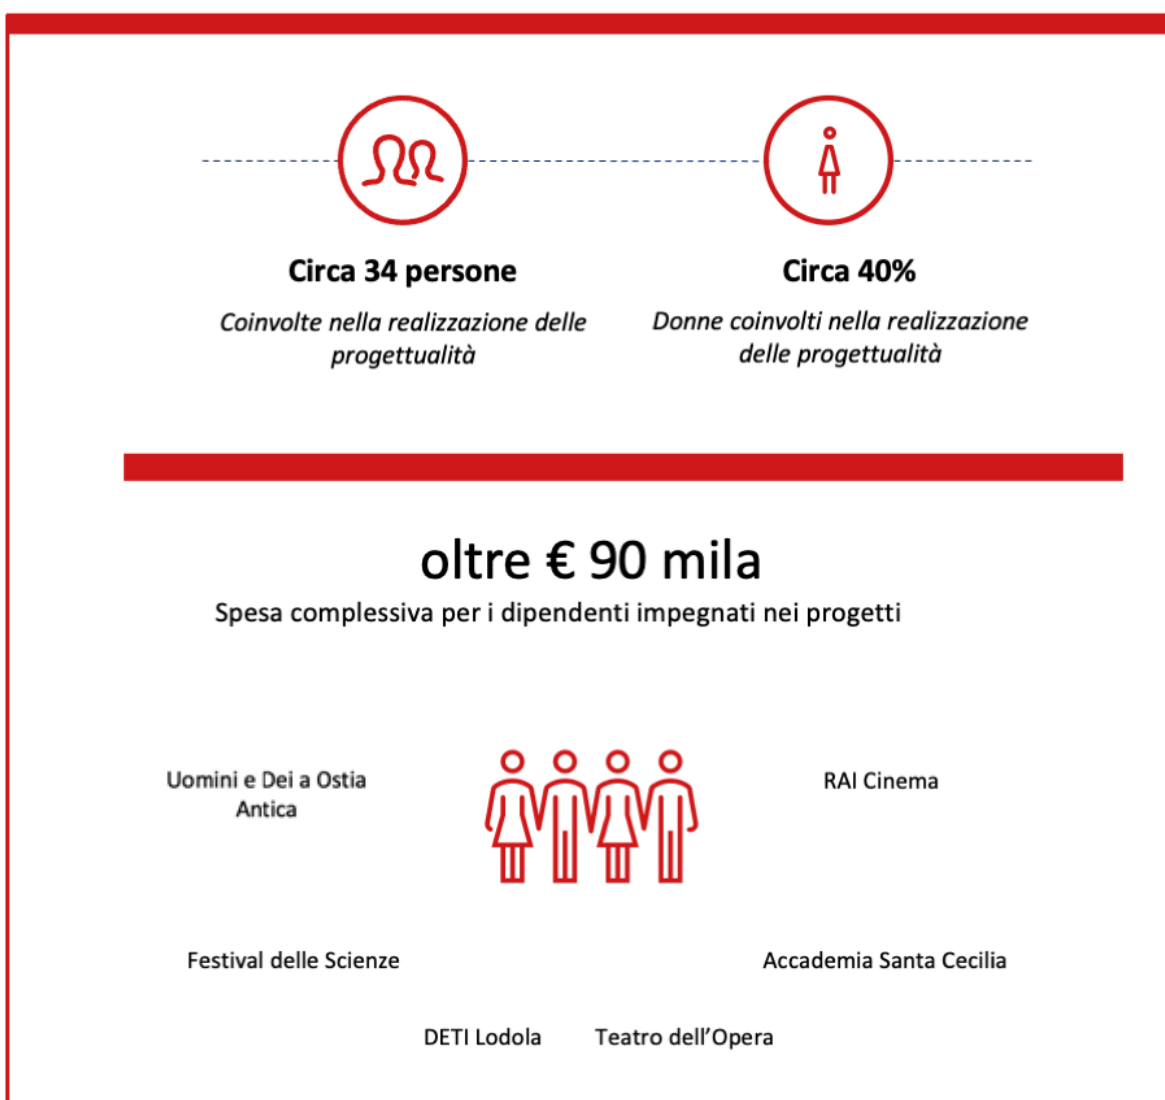 Circa 34 persone
Coinvolte nella realizzazione delle
progettualità
Circa 40%
Donne coinvolti nella realizzazione
delle progettualità
oltre € 90 mila
Spesa complessiva per i dipendenti impegnati nei progetti
Uomini e Dei a Ostia
Antica
RAI Cinema
Festival delle Scienze
Accademia Santa Cecilia
DETI Lodola
Teatro dell’Opera